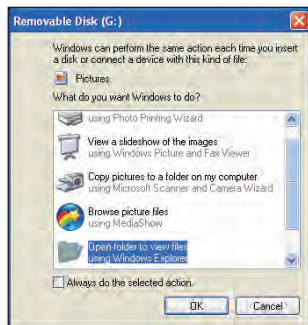 Removable Disk (G:)
Windows can perform the same action each time you insert
a disk or connect a device with this kind of file:
Pictures
What do you want Windows to do?
using Photo Printing Wizard
View a slideshow of the images
using Windows Picture and Fax Viewer
Copy pictures to a folder on my computer
using Microsoft Scanner and Camera Wizard
Browse picture files
using MediaShow
Open folder to view files
using Windows Explorer
Always do the selected action.
OK
Cancel